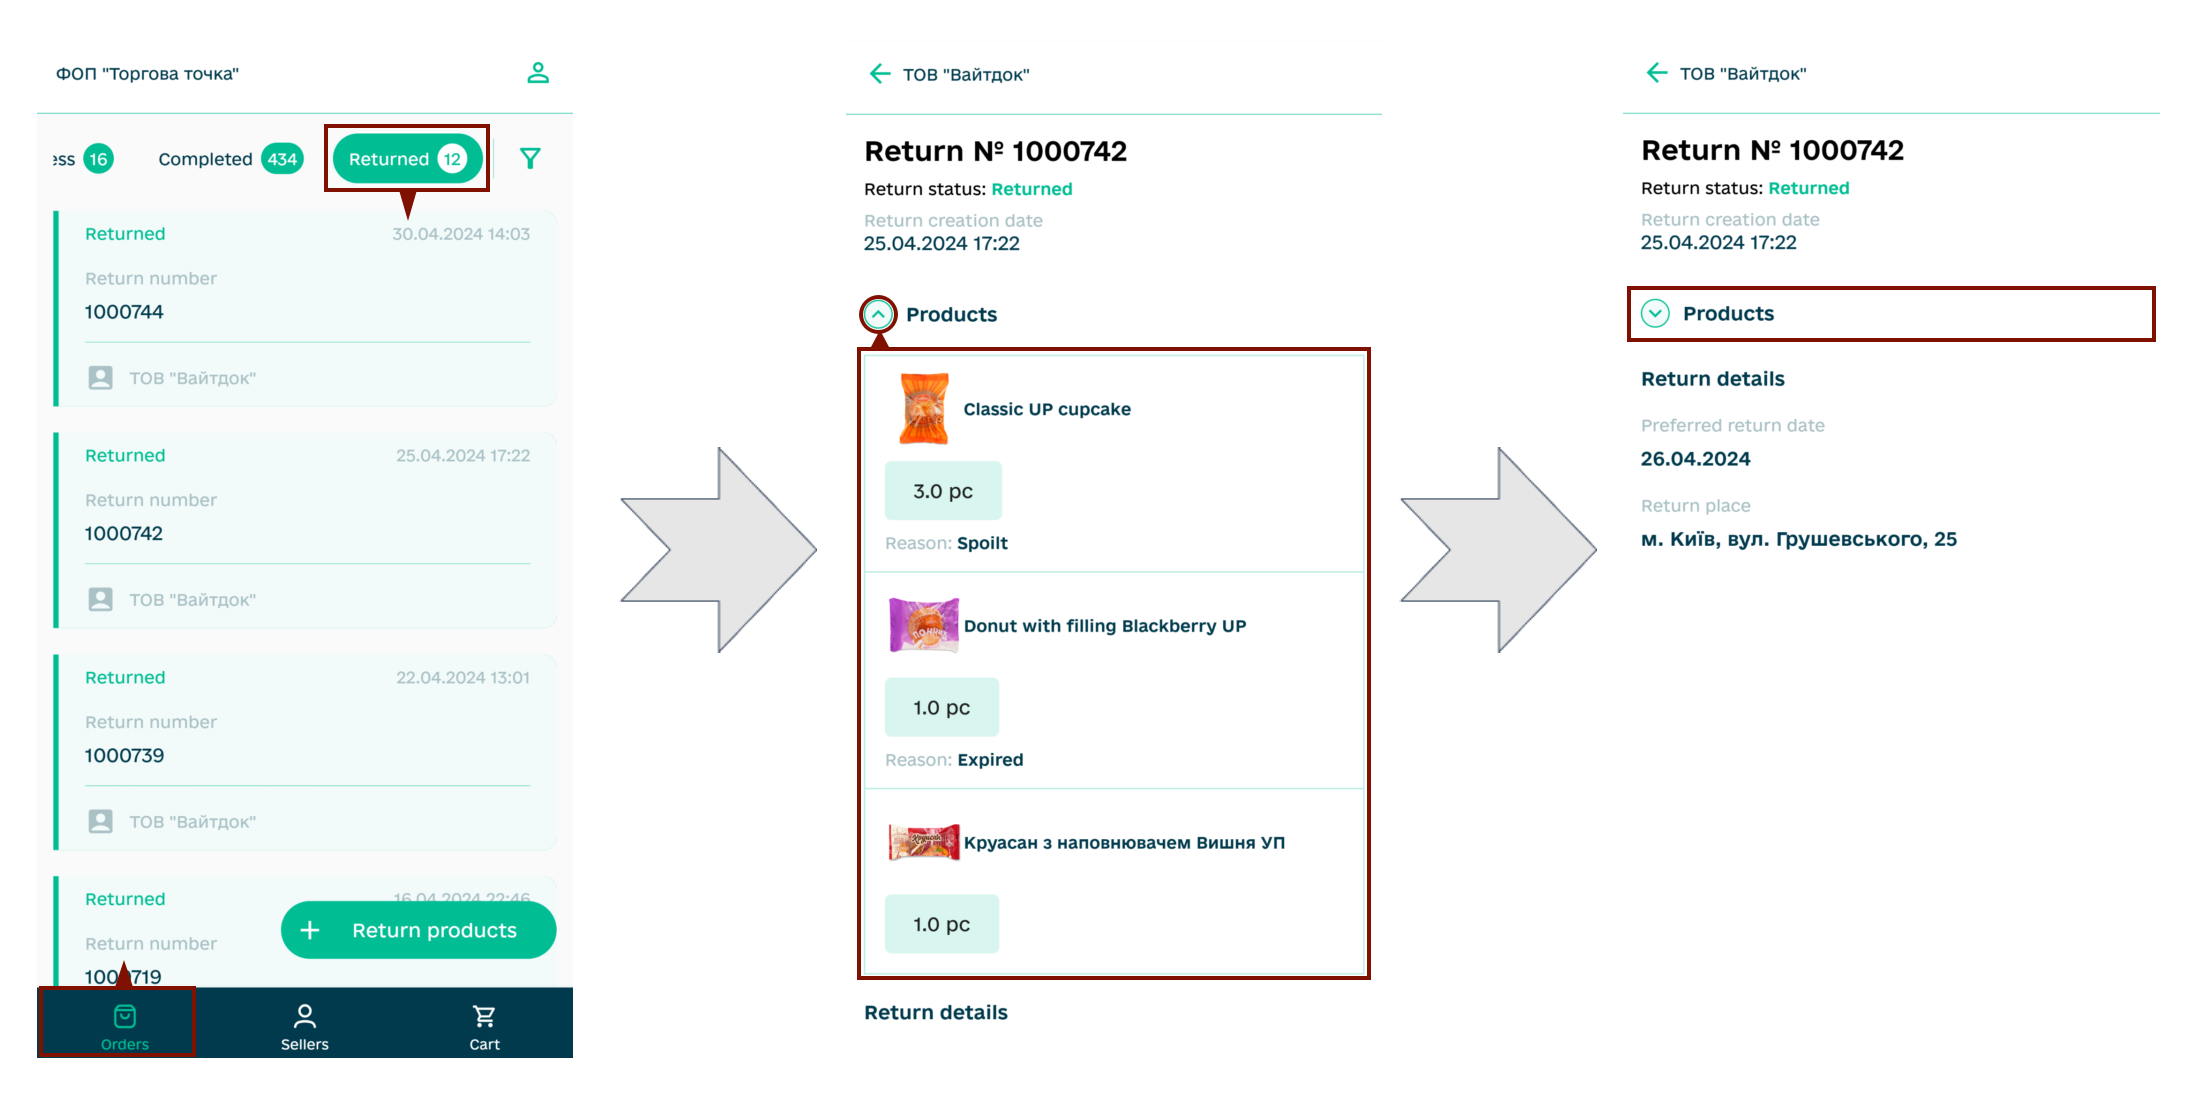 ФОП "Торгова точка"
ess 16 Completed 434 Returned 12
Returned 30.04.2024 14:03
Return number
1000744
ТОВ "Вайтдок"
Returned 25.04.2024 17:22
Return number
1000742
ТОВ "Вайтдок"
Returned 22.04.2024 13:01
Return number
1000739
ТОВ "Вайтдок"
Returned 16.04.2024 22:46
Return number
+ Return products
1000719
Orders Sellers Cart
ТОВ "Вайтдок"
Return № 1000742
Return status: Returned
Return creation date
25.04.2024 17:22
Products
Classic UP cupcake
3.0 pc
Reason: Spoilt
Donut with filling Blackberry UP
1.0 pc
Reason: Expired
Круасан з наповнювачем Вишня УП
1.0 pc
Return details
ТОВ "Вайтдок"
Return № 1000742
Return status: Returned
Return creation date
25.04.2024 17:22
Products
Return details
Preferred return date
26.04.2024
Return place
м. Київ, вул. Грушевського, 25